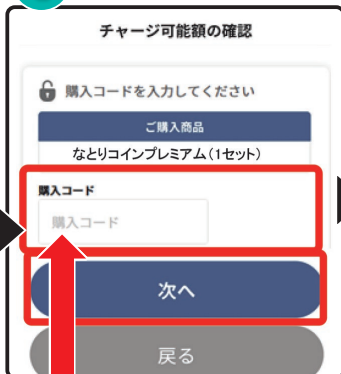 チャージ可能額の確認
購入コードを入力してください
ご購入商品
なとりコインプレミアム(1セット)
購入コード
購入コード
次へ
戻る